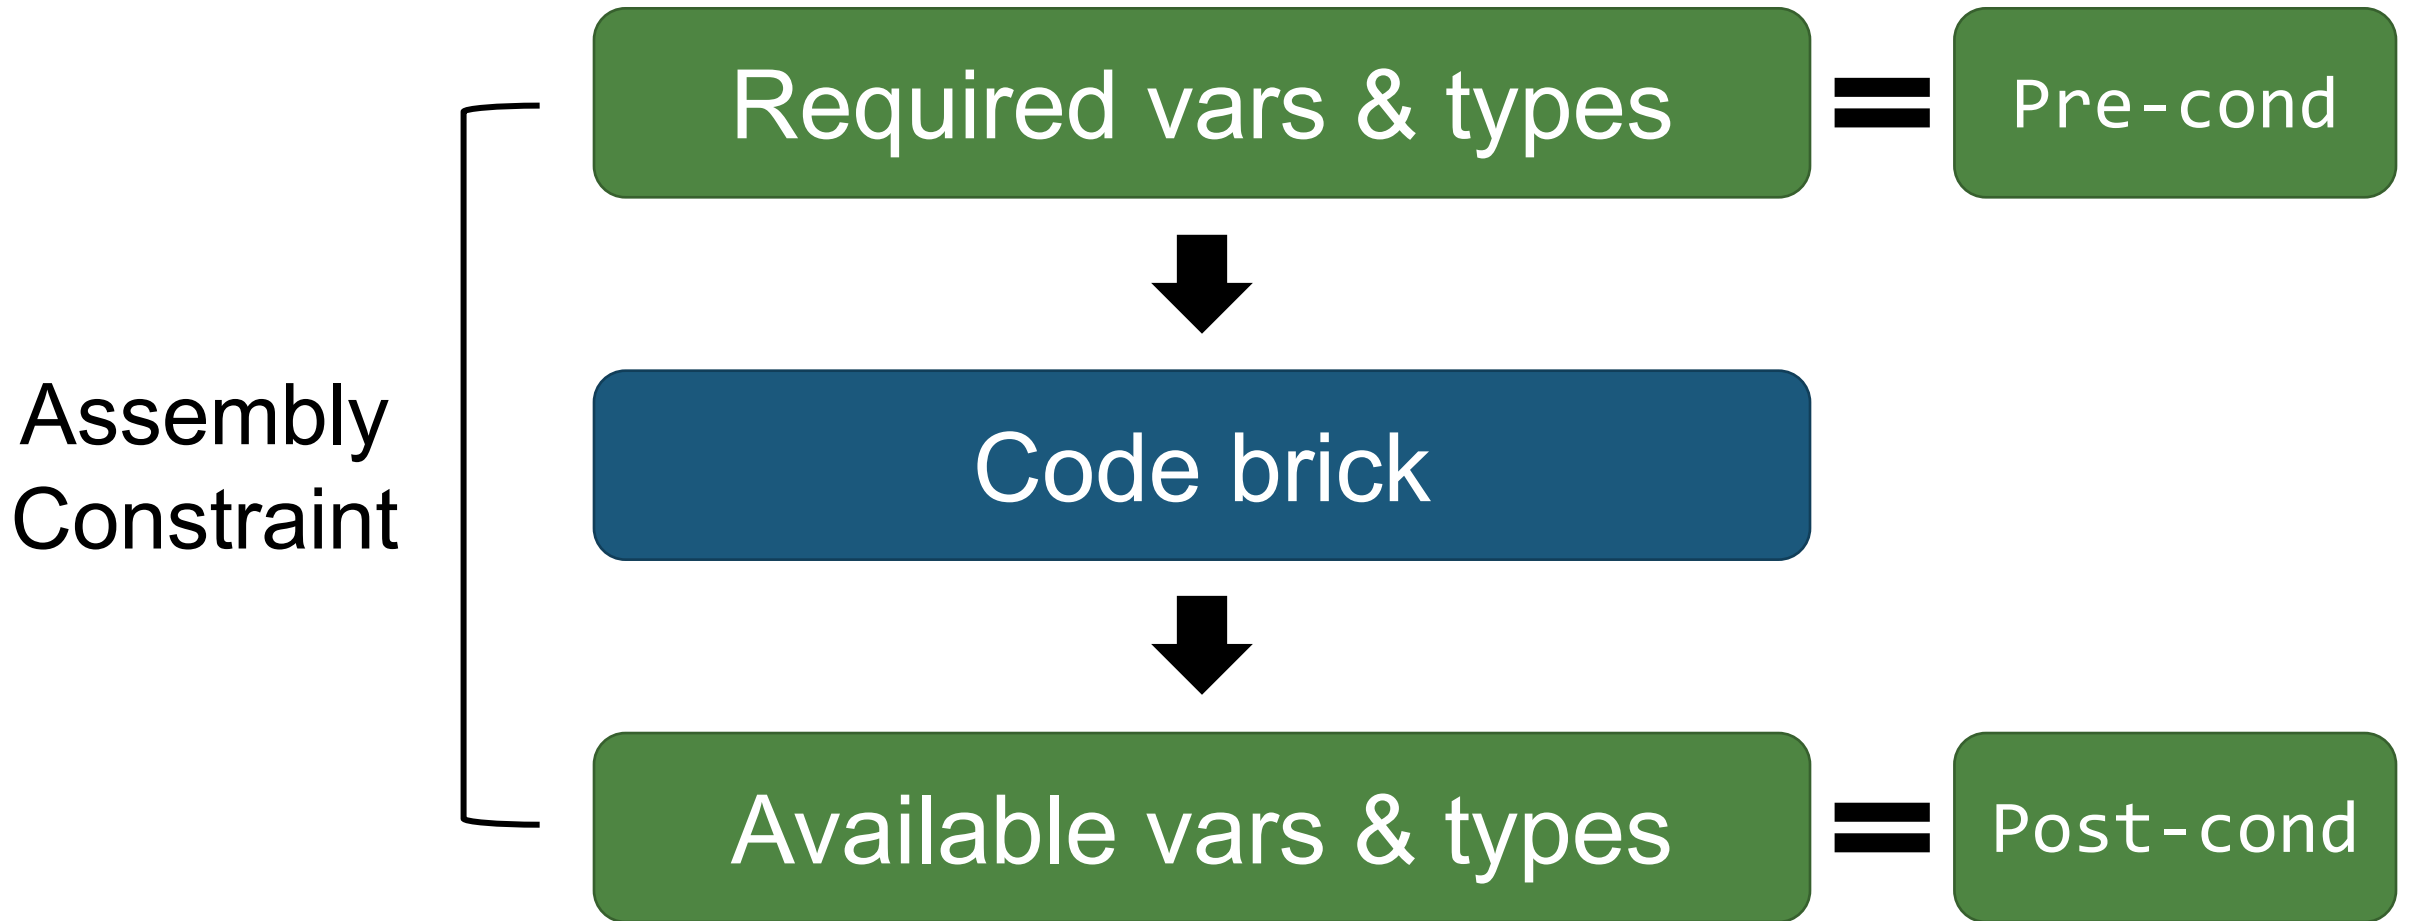 Required vars & types = Pre-cond
Assembly
Constraint
Code brick
Available vars & types = Post-cond